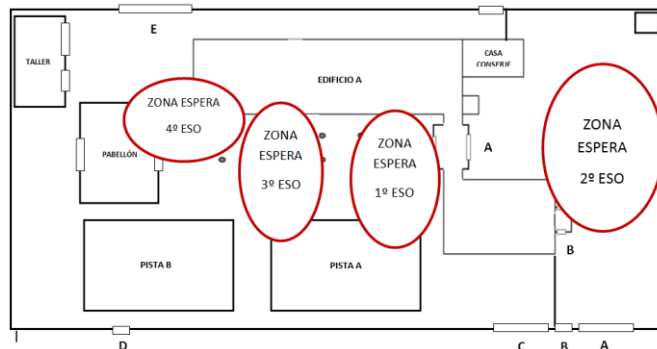 E
TALLER
CASA
CONSERJE
EDIFICIO A
ZONA ESPERA
4º ESO
ZONA
ESPERA
3º ESO
ZONA
ESPERA
1º ESO
A
ZONA
ESPERA
2º ESO
PABELLÓN
B
PISTA B
PISTA A
D
C
B
A